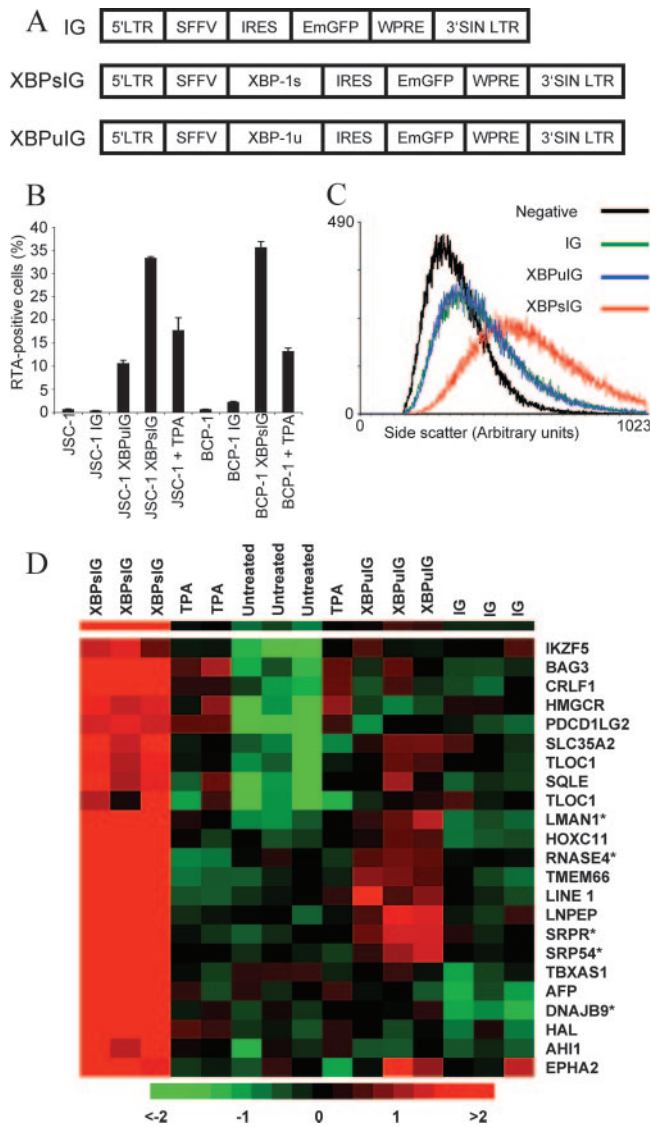 A
IG 5'LTR SFFV IRES EmGFP WPRE 3'SIN LTR
XBPsIG 5'LTR SFFV XBP-1s IRES EmGFP WPRE 3'SIN LTR
XBPuIG 5'LTR SFFV XBP-1u IRES EmGFP WPRE 3'SIN LTR
B
RTA-positive cells (%)
40
35
30
25
20
15
10
5
0
JSC-1
JSC-1 IG
JSC-1 XBPuIG
JSC-1 XBPsIG
JSC-1 + TPA
BCP-1
BCP-1 IG
BCP-1 XBPsIG
BCP-1 + TPA
C
490
0
Negative
IG
XBPuIG
XBPsIG
Side scatter (Arbitrary units)
1023
D
XBPsIG
XBPsIG
XBPsIG
TPA
TPA
Untreated
Untreated
Untreated
TPA
XBPuIG
XBPuIG
XBPuIG
IG
IG
IG
IKZF5
BAG3
CRLF1
HMGCR
PDCD1LG2
SLC35A2
TLOC1
SQLE
TLOC1
LMAN1*
HOXC11
RNASE4*
TMEM66
LINE 1
LNPEP
SRPR*
SRP54*
TBXAS1
AFP
DNAJB9*
HAL
AHI1
EPHA2
<-2 -1 0 1 >2